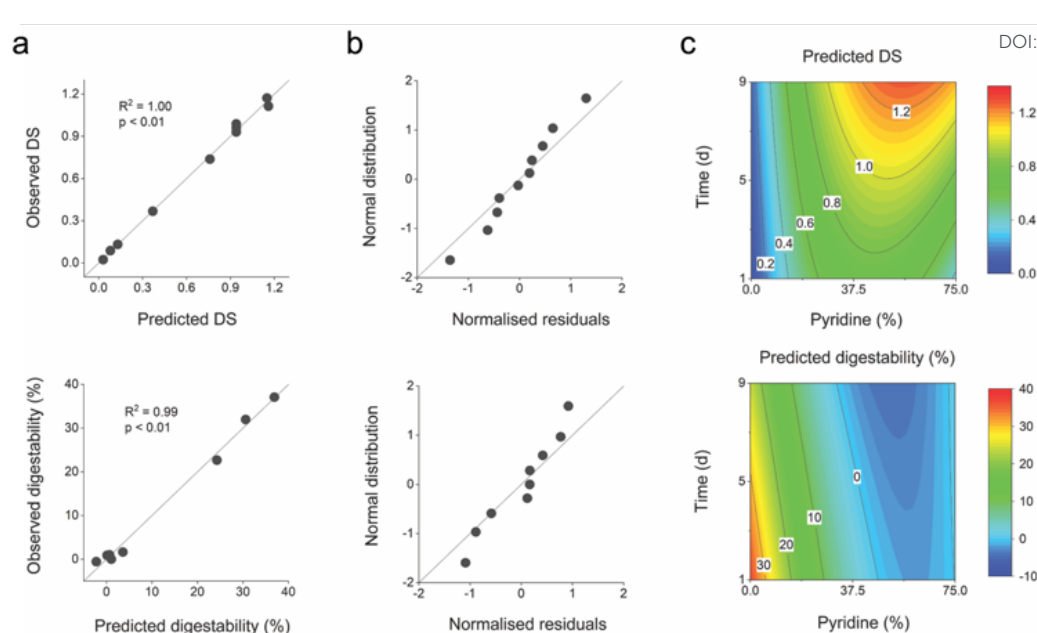 a
b
c
DOI:
Observed DS
1.2
0.9
0.6
0.3
0.0
R² = 1.00
p < 0.01
0.0 0.3 0.6 0.9 1.2
Predicted DS
Normal distribution
2
1
0
-1
-2
-2 -1 0 1 2
Normalised residuals
Predicted DS
Time (d)
9
5
1
1.2
1.0
0.8
0.6
0.4
0.2
0.0 37.5 75.0
Pyridine (%)
1.2
0.8
0.4
0.0
Observed digestability (%)
40
30
20
10
0
R² = 0.99
p < 0.01
0 10 20 30 40
Predicted digestability (%)
Normal distribution
2
1
0
-1
-2
-2 -1 0 1 2
Normalised residuals
Predicted digestability (%)
Time (d)
9
5
1
0
10
20
30
0.0 37.5 75.0
Pyridine (%)
40
30
20
10
0
-10